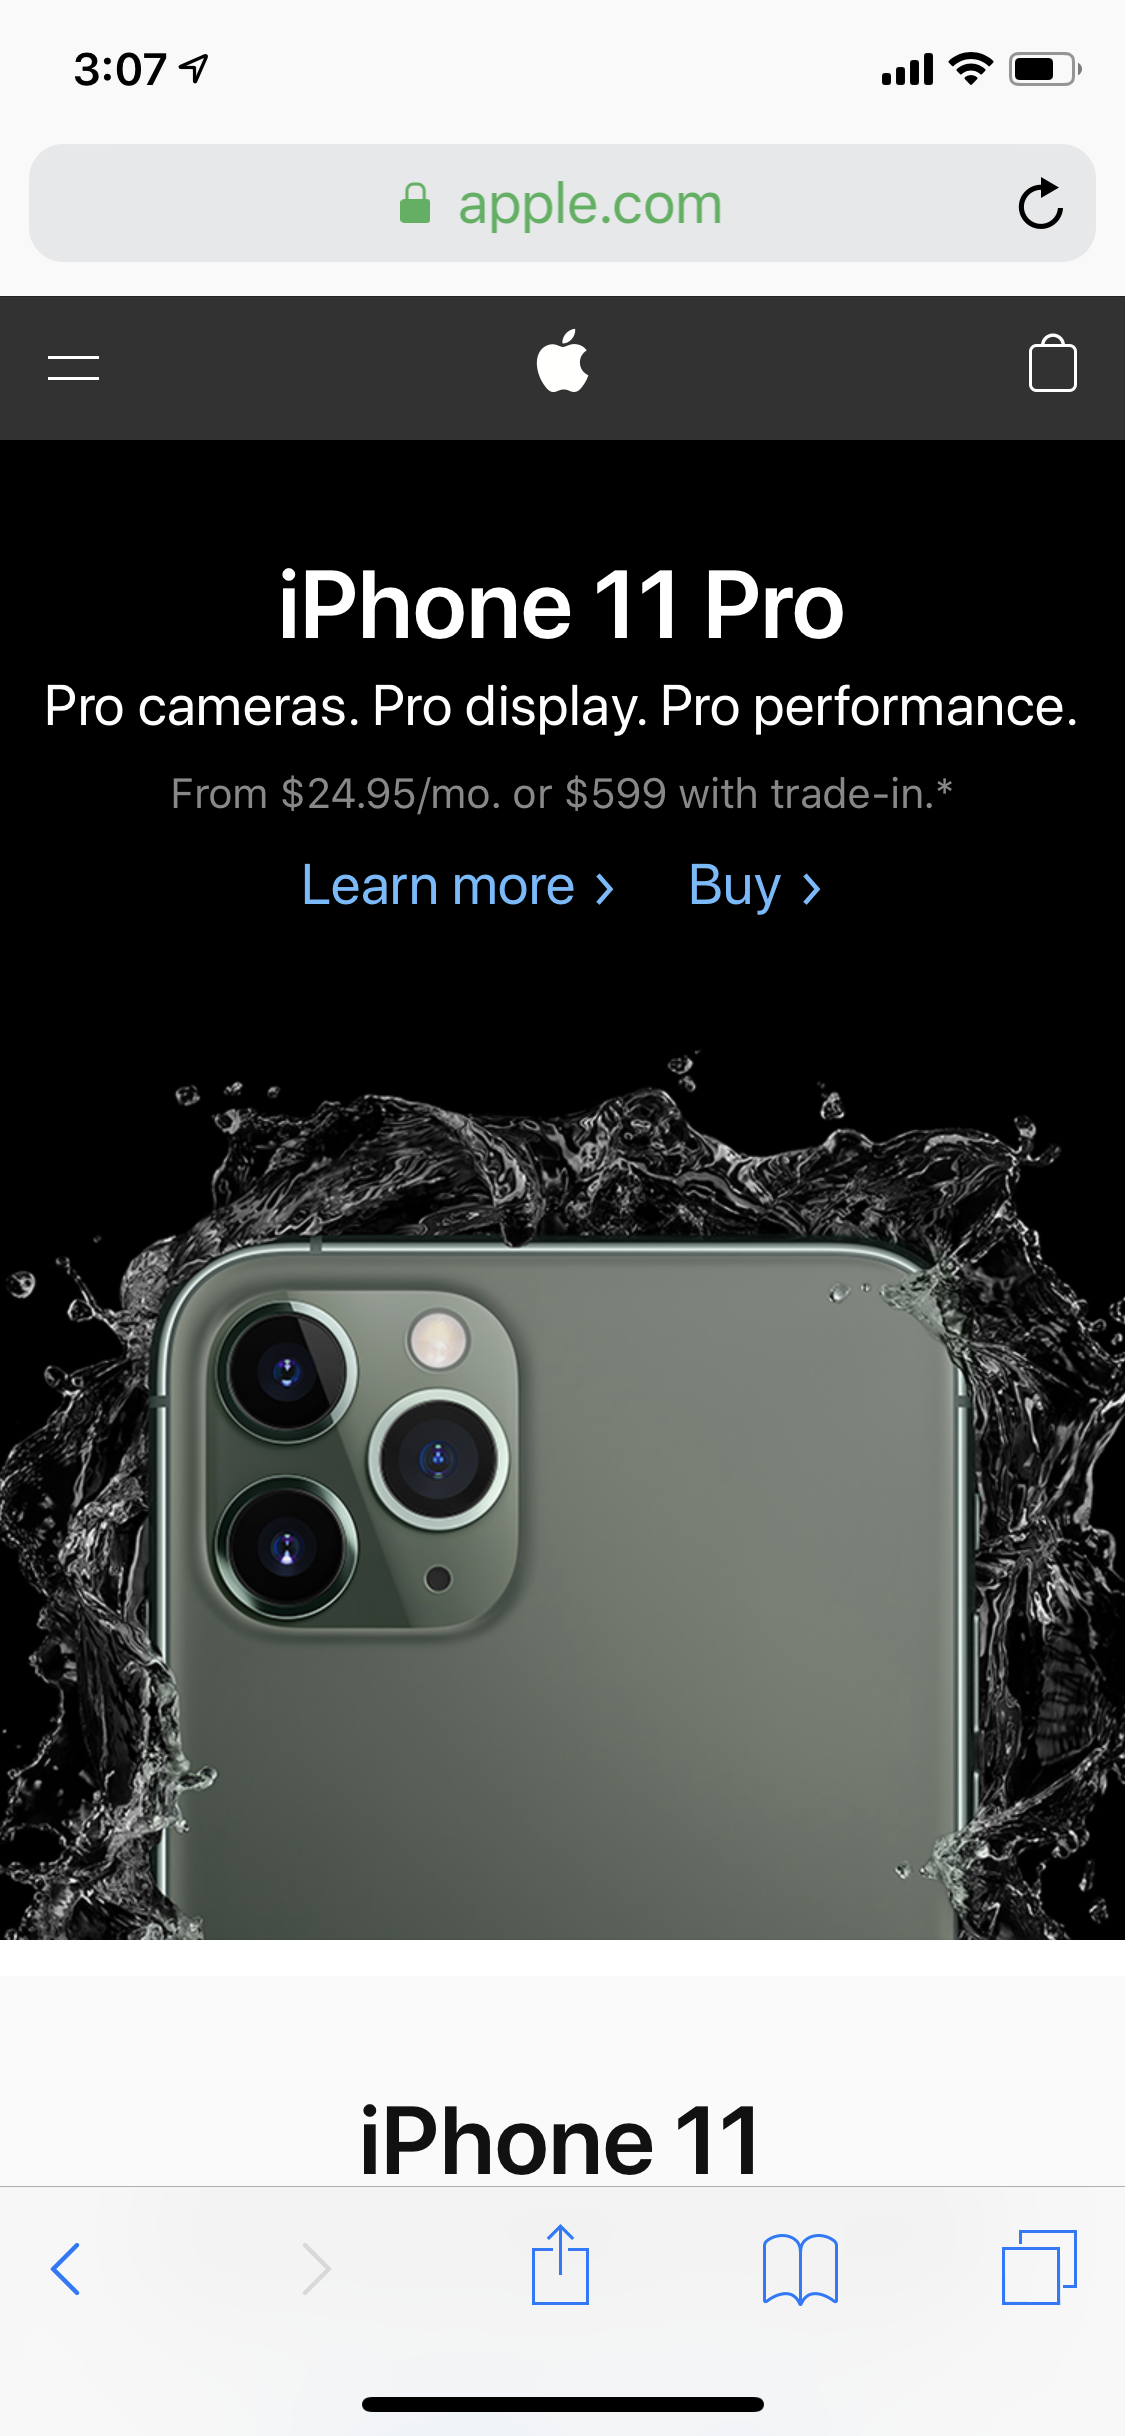 3:07
apple.com
iPhone 11 Pro
Pro cameras. Pro display. Pro performance.
From $24.95/mo. or $599 with trade-in.*
Learn more > Buy >
iPhone 11